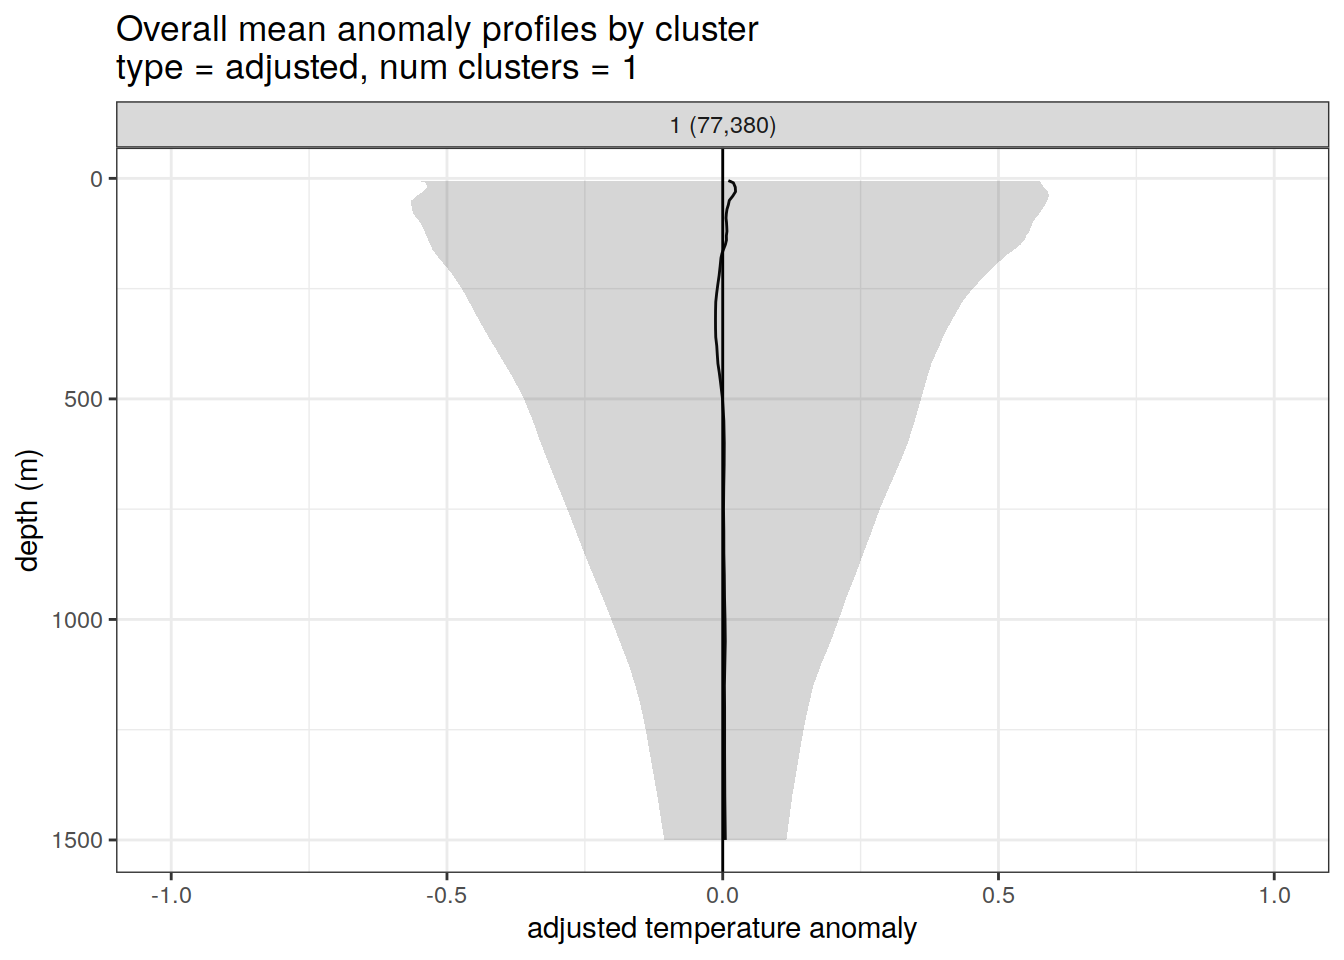 Overall mean anomaly profiles by cluster
type = adjusted, num clusters = 1
1 (77,380)
0
500
1000
1500
depth (m)
-1.0 -0.5 0.0 0.5 1.0
adjusted temperature anomaly